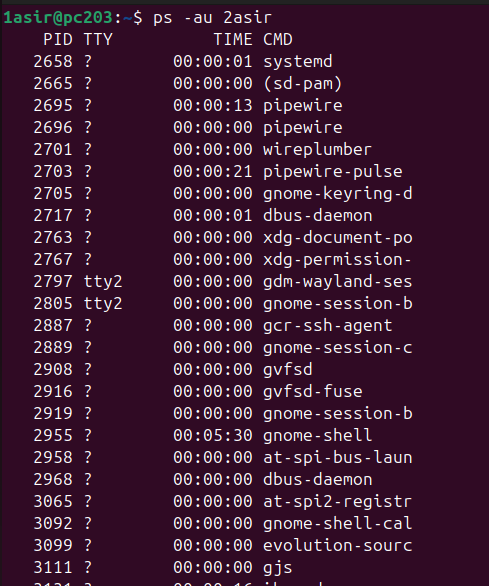 1asir@pc203:~$ ps -au 2asir
PID TTY TIME CMD
2658 ? 00:00:01 systemd
2665 ? 00:00:00 (sd-pam)
2695 ? 00:00:13 pipewire
2696 ? 00:00:00 pipewire
2701 ? 00:00:00 wireplumber
2703 ? 00:00:21 pipewire-pulse
2705 ? 00:00:00 gnome-keyring-d
2717 ? 00:00:01 dbus-daemon
2763 ? 00:00:00 xdg-document-po
2767 ? 00:00:00 xdg-permission-
2797 tty2 00:00:00 gdm-wayland-ses
2805 tty2 00:00:00 gnome-session-b
2887 ? 00:00:00 gcr-ssh-agent
2889 ? 00:00:00 gnome-session-c
2908 ? 00:00:00 gvfsd
2916 ? 00:00:00 gvfsd-fuse
2919 ? 00:00:00 gnome-session-b
2955 ? 00:05:30 gnome-shell
2958 ? 00:00:00 at-spi-bus-laun
2968 ? 00:00:00 dbus-daemon
3065 ? 00:00:00 at-spi2-registr
3092 ? 00:00:00 gnome-shell-cal
3099 ? 00:00:00 evolution-sourc
3111 ? 00:00:00 gjs